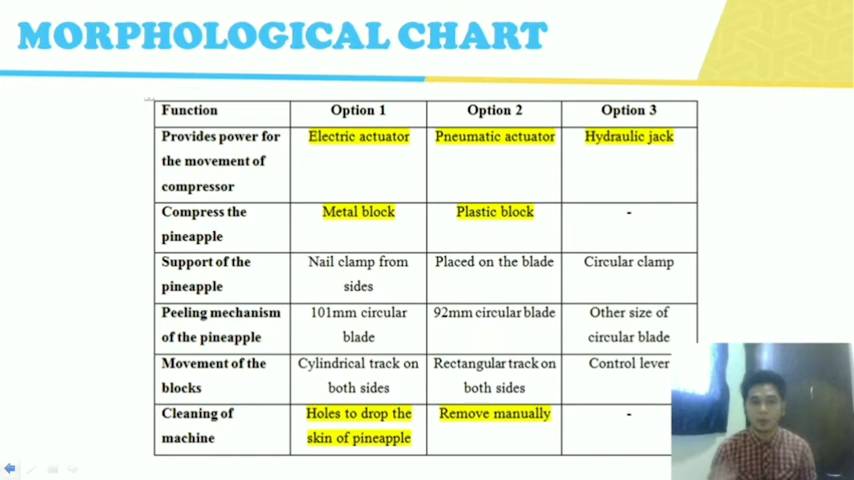 MORPHOLOGICAL CHART
Function Option 1 Option 2 Option 3
Provides power for Electric actuator Pneumatic actuator Hydraulic jack
the movement of
compressor
Compress the Metal block Plastic block -
pineapple
Support of the Nail clamp from Placed on the blade Circular clamp
pineapple sides
Peeling mechanism 101mm circular 92mm circular blade Other size of
of the pineapple blade circular blade
Movement of the Cylindrical track on Rectangular track on Control lever
blocks both sides both sides
Cleaning of Holes to drop the Remove manually -
machine skin of pineapple